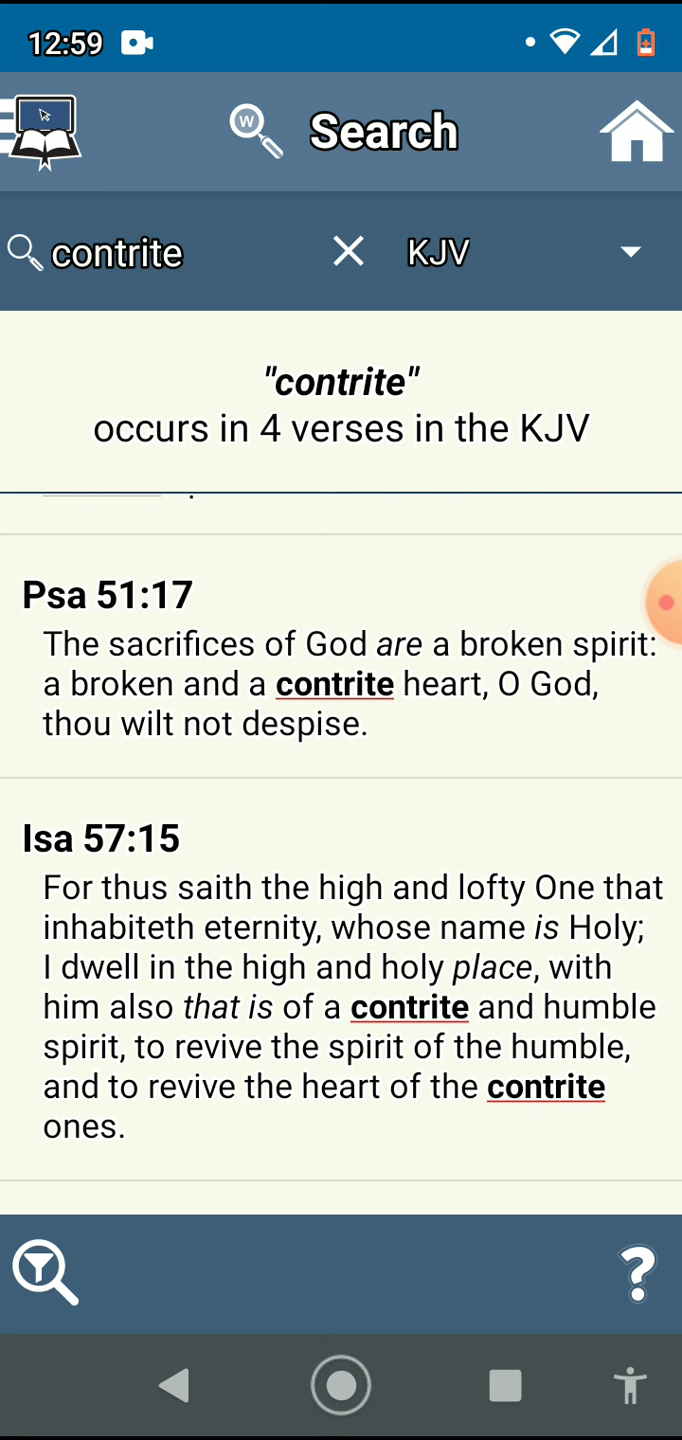 12:59
W
Search
contrite
KJV
"contrite"
occurs in 4 verses in the KJV
Psa 51:17
The sacrifices of God are a broken spirit:
a broken and a contrite heart, O God,
thou wilt not despise.
Isa 57:15
For thus saith the high and lofty One that
inhabiteth eternity, whose name is Holy;
I dwell in the high and holy place, with
him also that is of a contrite and humble
spirit, to revive the spirit of the humble,
and to revive the heart of the contrite
ones.
?